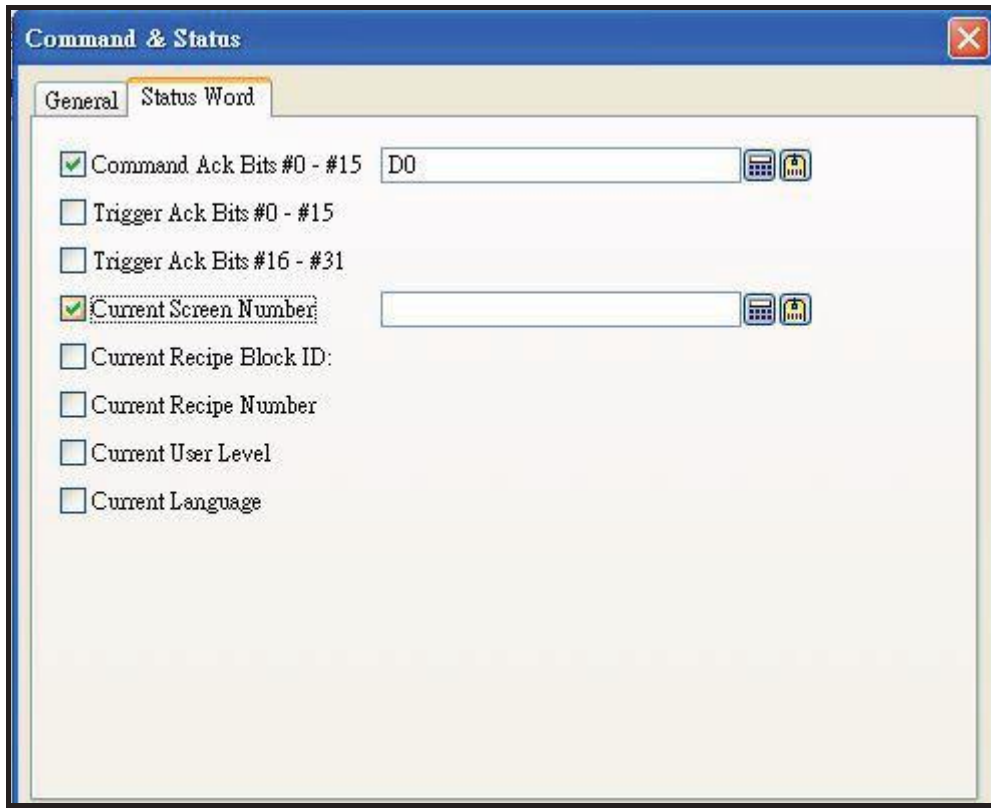 Command & Status
General Status Word
Command Ack Bits #0 - #15 D0
Trigger Ack Bits #0 - #15
Trigger Ack Bits #16 - #31
Current Screen Number
Current Recipe Block ID:
Current Recipe Number
Current User Level
Current Language